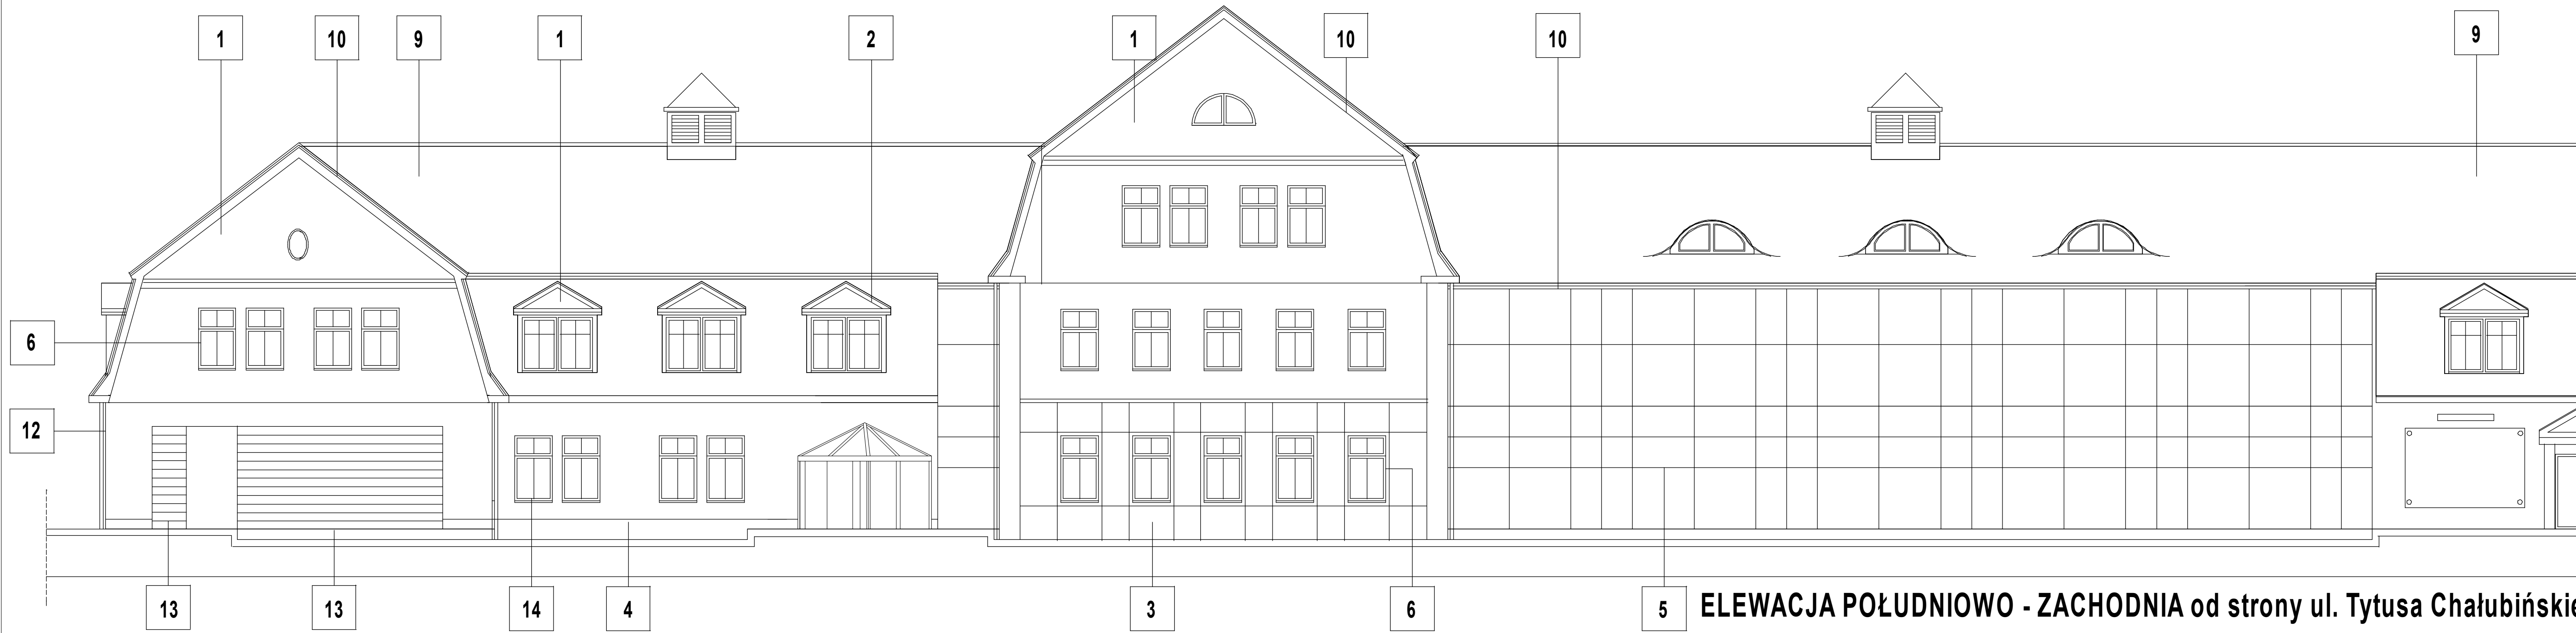 1 10 9 1 2 1 10 10 9
6
12
13 13 14 4 3 6 5
ELEWACJA POŁUDNIOWO - ZACHODNIA od strony ul. Tytusa Chałubińskie